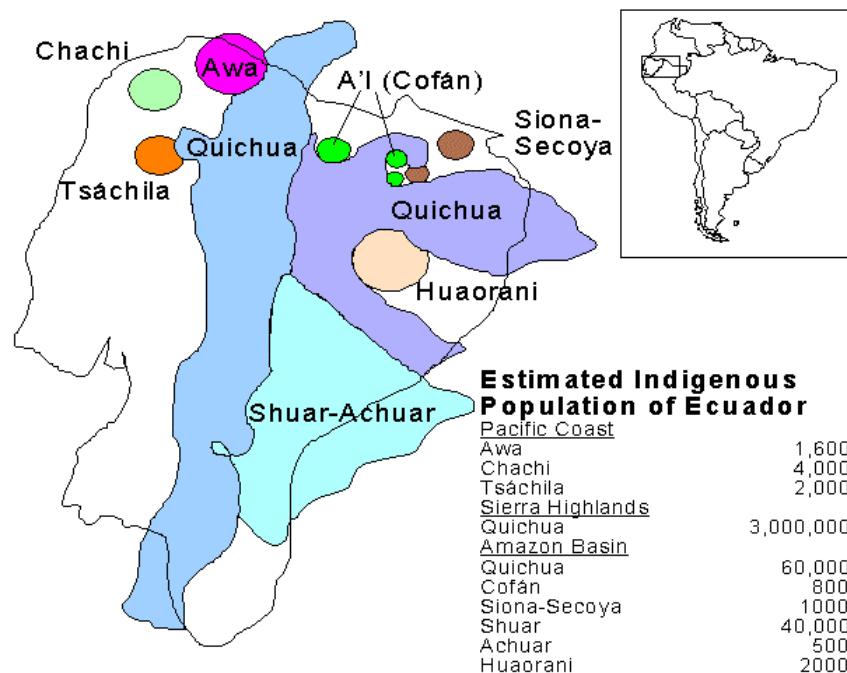 Chachi
Awa
A'I (Cofán)
Siona-
Secoya
Quichua
Tsáchila
Quichua
Huaorani
Shuar-Achuar
Estimated Indigenous
Population of Ecuador
Pacific Coast
Awa 1,600
Chachi 4,000
Tsáchila 2,000
Sierra Highlands
Quichua 3,000,000
Amazon Basin
Quichua 60,000
Cofán 800
Siona-Secoya 1000
Shuar 40,000
Achuar 500
Huaorani 2000